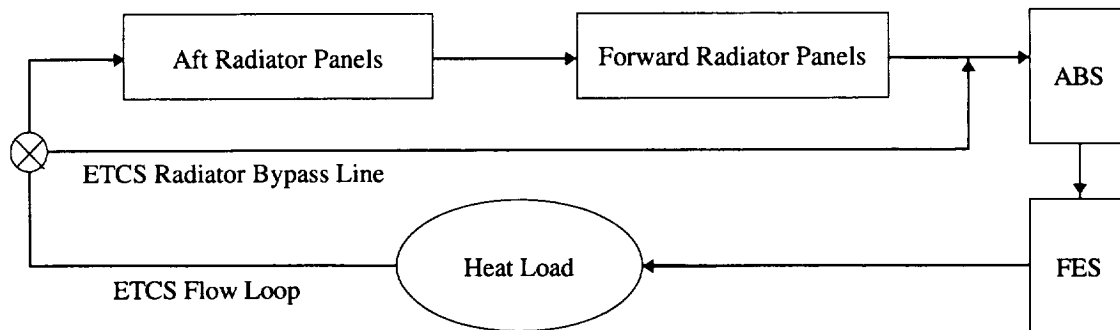 Aft Radiator Panels
Forward Radiator Panels
ABS
ETCS Radiator Bypass Line
Heat Load
FES
ETCS Flow Loop